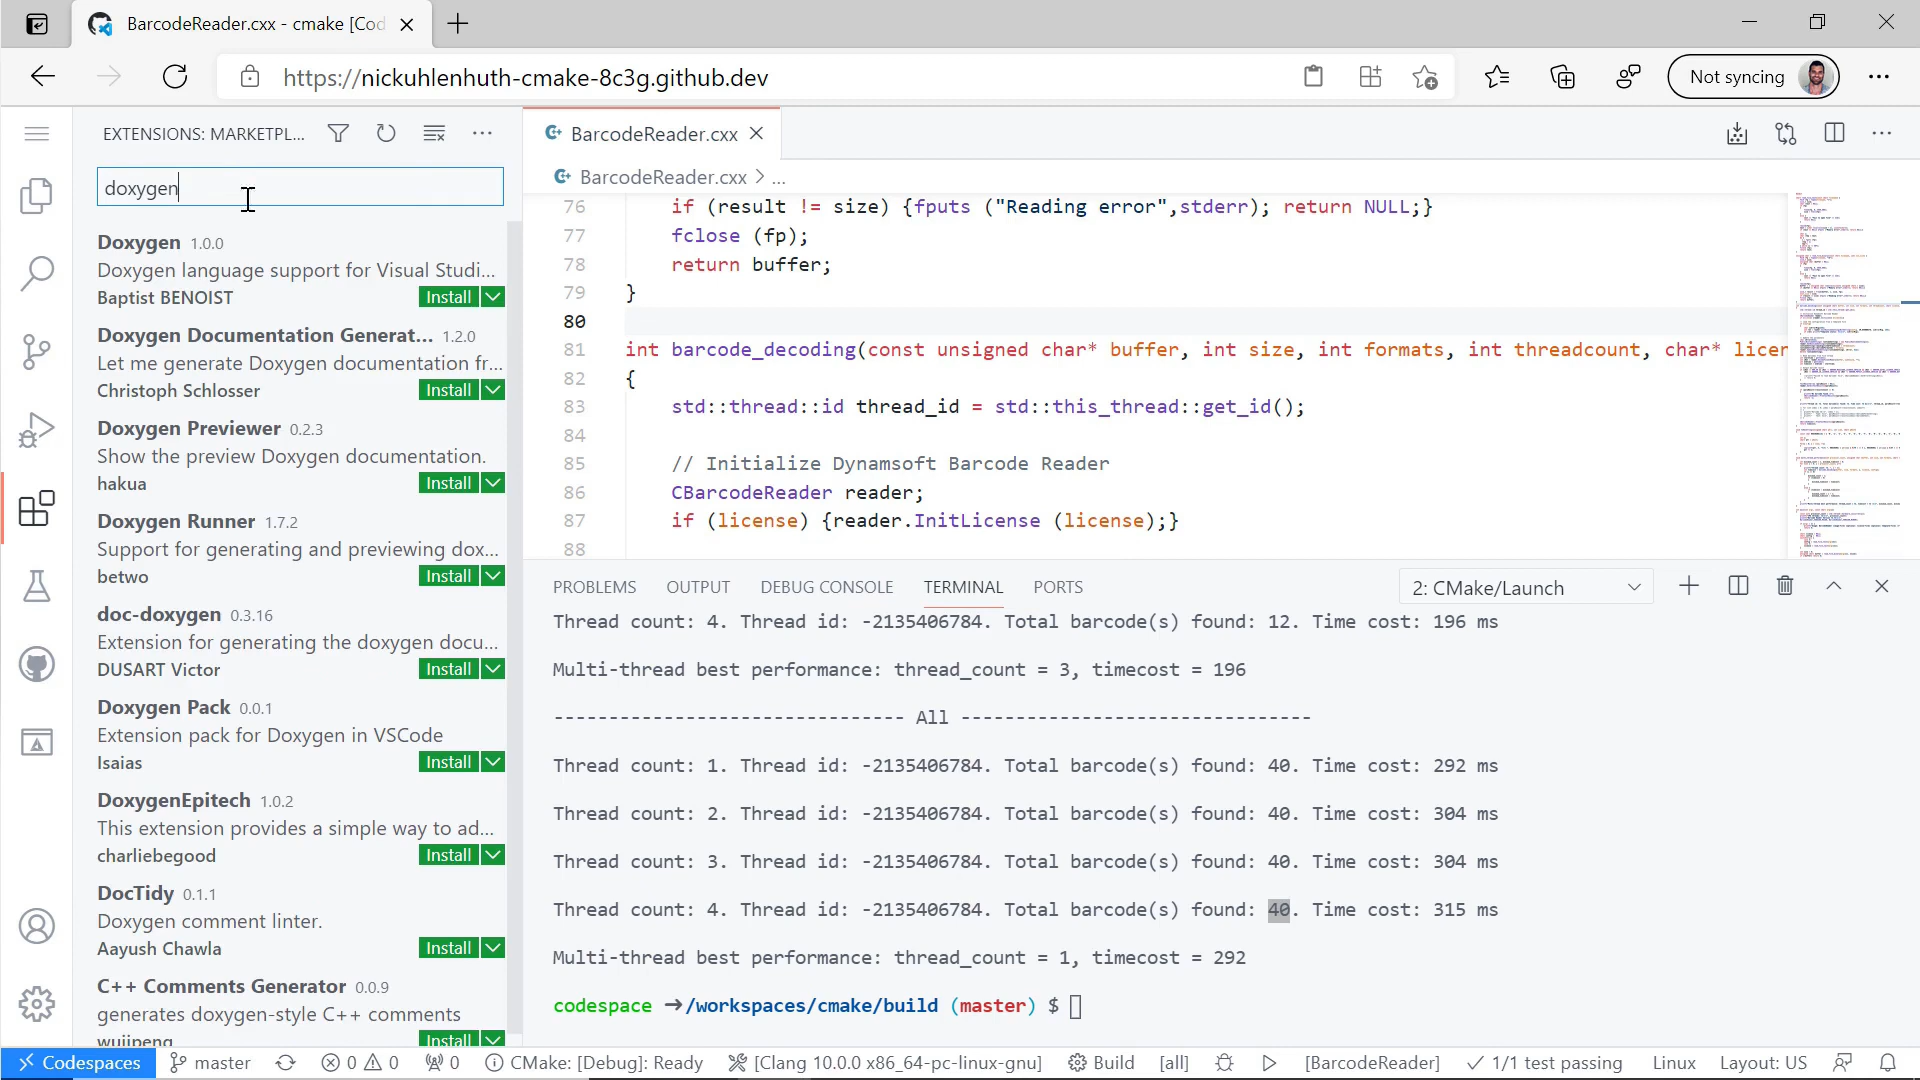 BarcodeReader.cxx - cmake [Cod
https://nickuhlenhuth-cmake-8c3g.github.dev
Not syncing
EXTENSIONS: MARKETPL...
doxygen
Doxygen 1.0.0
Doxygen language support for Visual Studi...
Baptist BENOIST Install
Doxygen Documentation Generat... 1.2.0
Let me generate Doxygen documentation fr...
Christoph Schlosser Install
Doxygen Previewer 0.2.3
Show the preview Doxygen documentation.
hakua Install
Doxygen Runner 1.7.2
Support for generating and previewing dox...
betwo Install
doc-doxygen 0.3.16
Extension for generating the doxygen docu...
DUSART Victor Install
Doxygen Pack 0.0.1
Extension pack for Doxygen in VSCode
Isaias Install
DoxygenEpitech 1.0.2
This extension provides a simple way to ad...
charliebegood Install
DocTidy 0.1.1
Doxygen comment linter.
Aayush Chawla Install
C++ Comments Generator 0.0.9
generates doxygen-style C++ comments
wujipeng Install
BarcodeReader.cxx
BarcodeReader.cxx > ...
76 if (result != size) {fputs ("Reading error",stderr); return NULL;}
77 fclose (fp);
78 return buffer;
79 }
80
81 int barcode_decoding(const unsigned char* buffer, int size, int formats, int threadcount, char* licen
82 {
83 std::thread::id thread_id = std::this_thread::get_id();
84
85 // Initialize Dynamsoft Barcode Reader
86 CBarcodeReader reader;
87 if (license) {reader.InitLicense (license);}
88
PROBLEMS OUTPUT DEBUG CONSOLE TERMINAL PORTS 2: CMake/Launch
Thread count: 4. Thread id: -2135406784. Total barcode(s) found: 12. Time cost: 196 ms
Multi-thread best performance: thread_count = 3, timecost = 196
-------------------------------- All --------------------------------
Thread count: 1. Thread id: -2135406784. Total barcode(s) found: 40. Time cost: 292 ms
Thread count: 2. Thread id: -2135406784. Total barcode(s) found: 40. Time cost: 304 ms
Thread count: 3. Thread id: -2135406784. Total barcode(s) found: 40. Time cost: 304 ms
Thread count: 4. Thread id: -2135406784. Total barcode(s) found: 40. Time cost: 315 ms
Multi-thread best performance: thread_count = 1, timecost = 292
codespace →/workspaces/cmake/build (master) $
Codespaces master 0 0 0 CMake: [Debug]: Ready [Clang 10.0.0 x86_64-pc-linux-gnu] Build [all] [BarcodeReader] 1/1 test passing Linux Layout: US